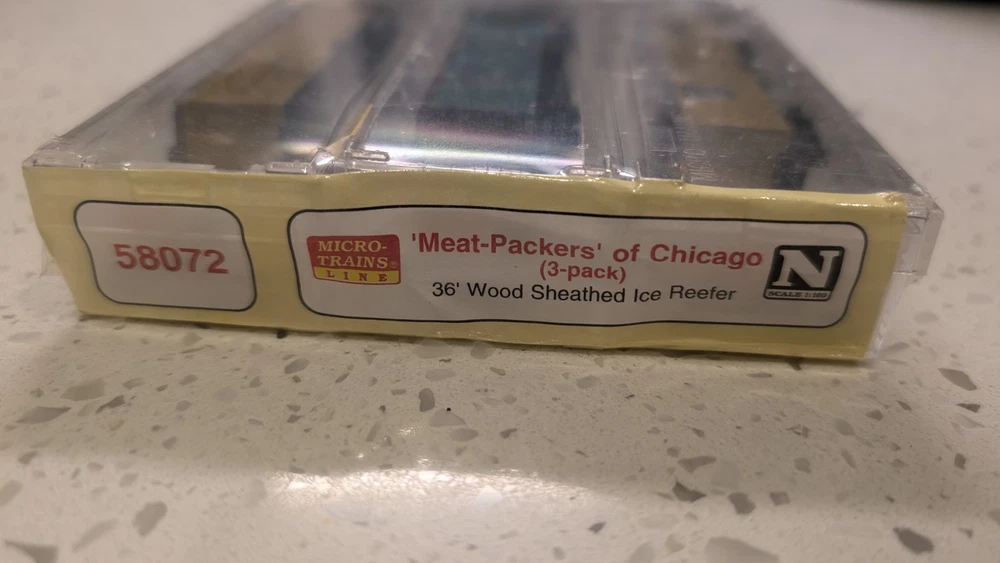 58072
MICRO-
TRAINS®
LINE
'Meat-Packers' of Chicago
(3-pack)
36' Wood Sheathed Ice Reefer
N
SCALE 1:160